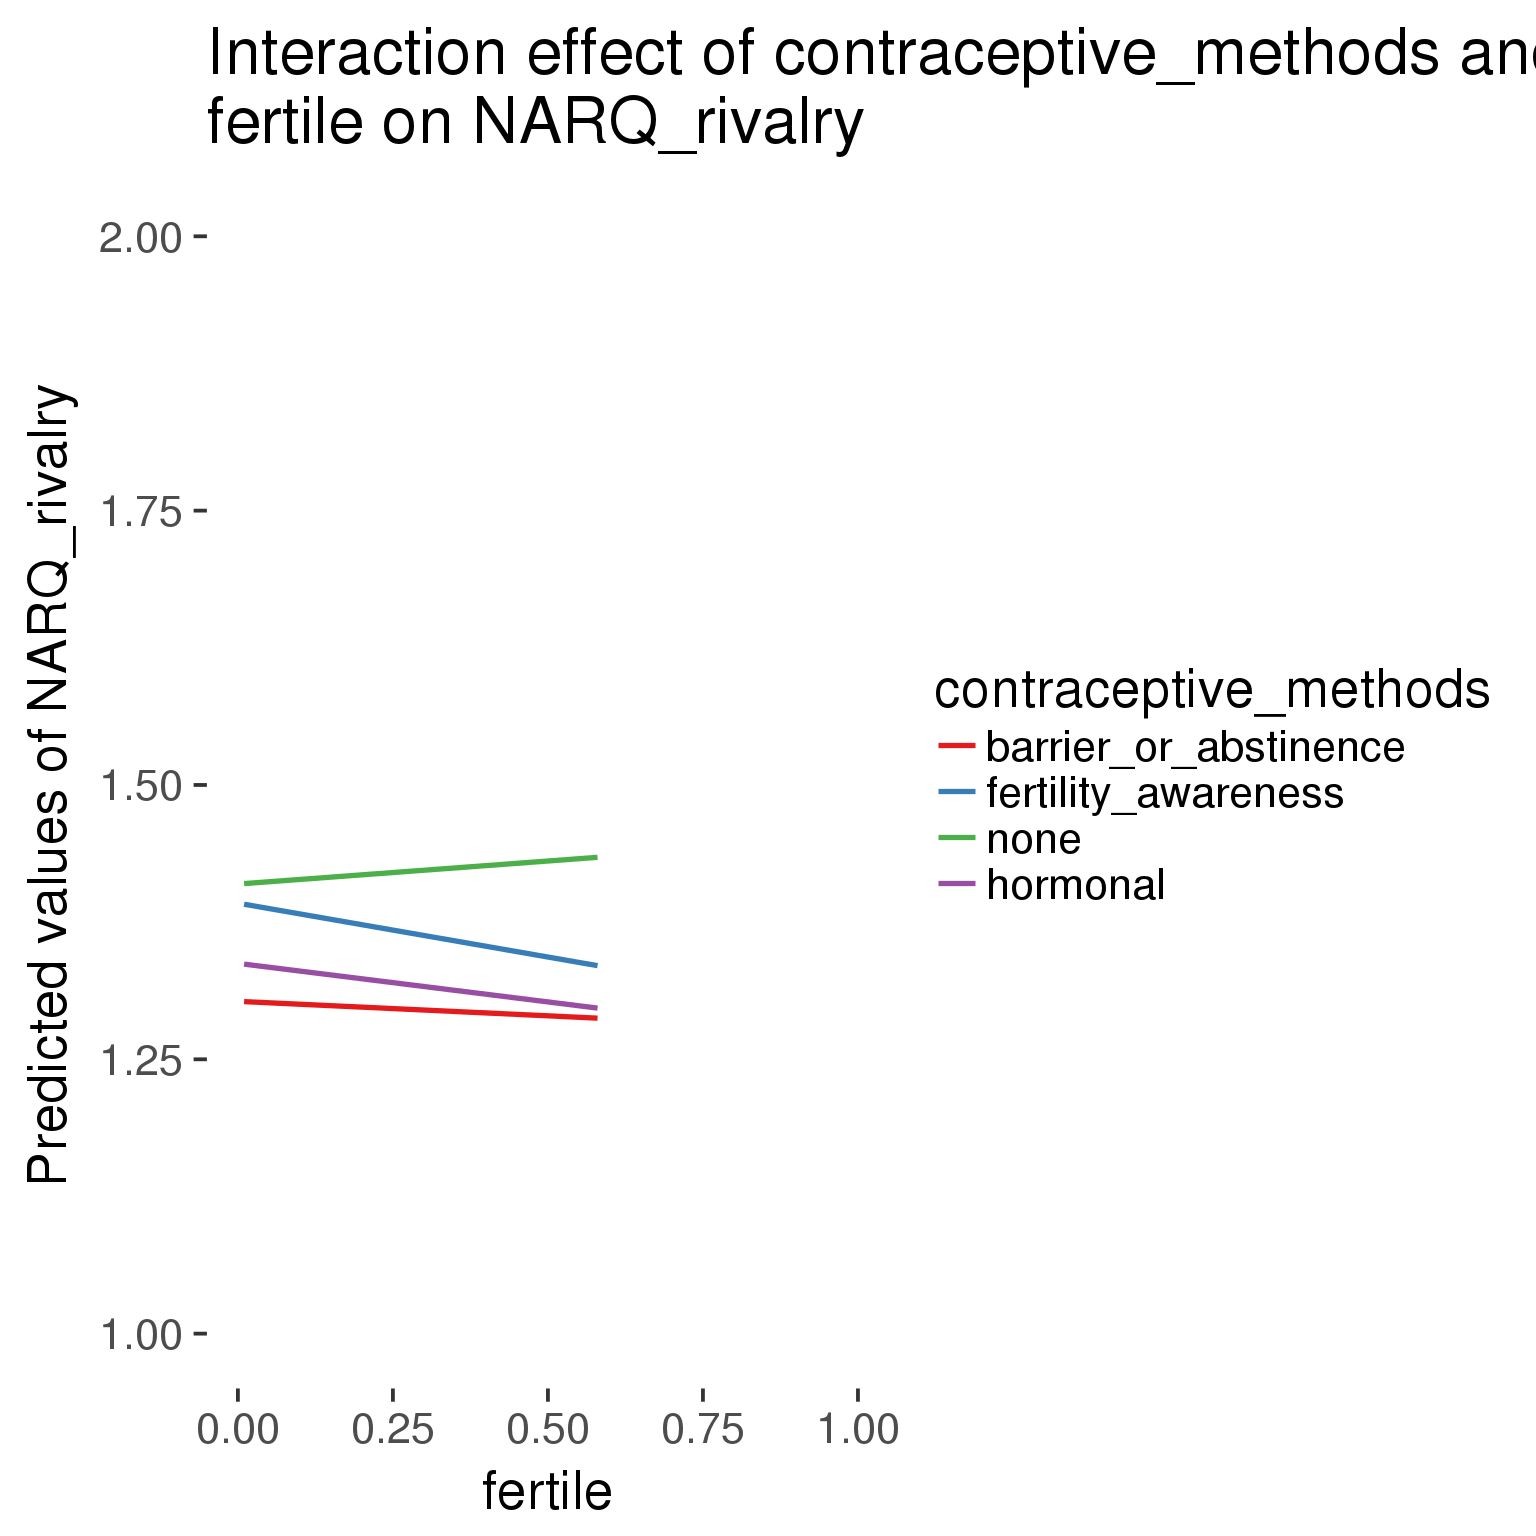 Interaction effect of contraceptive_methods an
fertile on NARQ_rivalry
Predicted values of NARQ_rivalry
2.00
1.75
1.50
1.25
1.00
0.00 0.25 0.50 0.75 1.00
fertile
contraceptive_methods
barrier_or_abstinence
fertility_awareness
none
hormonal